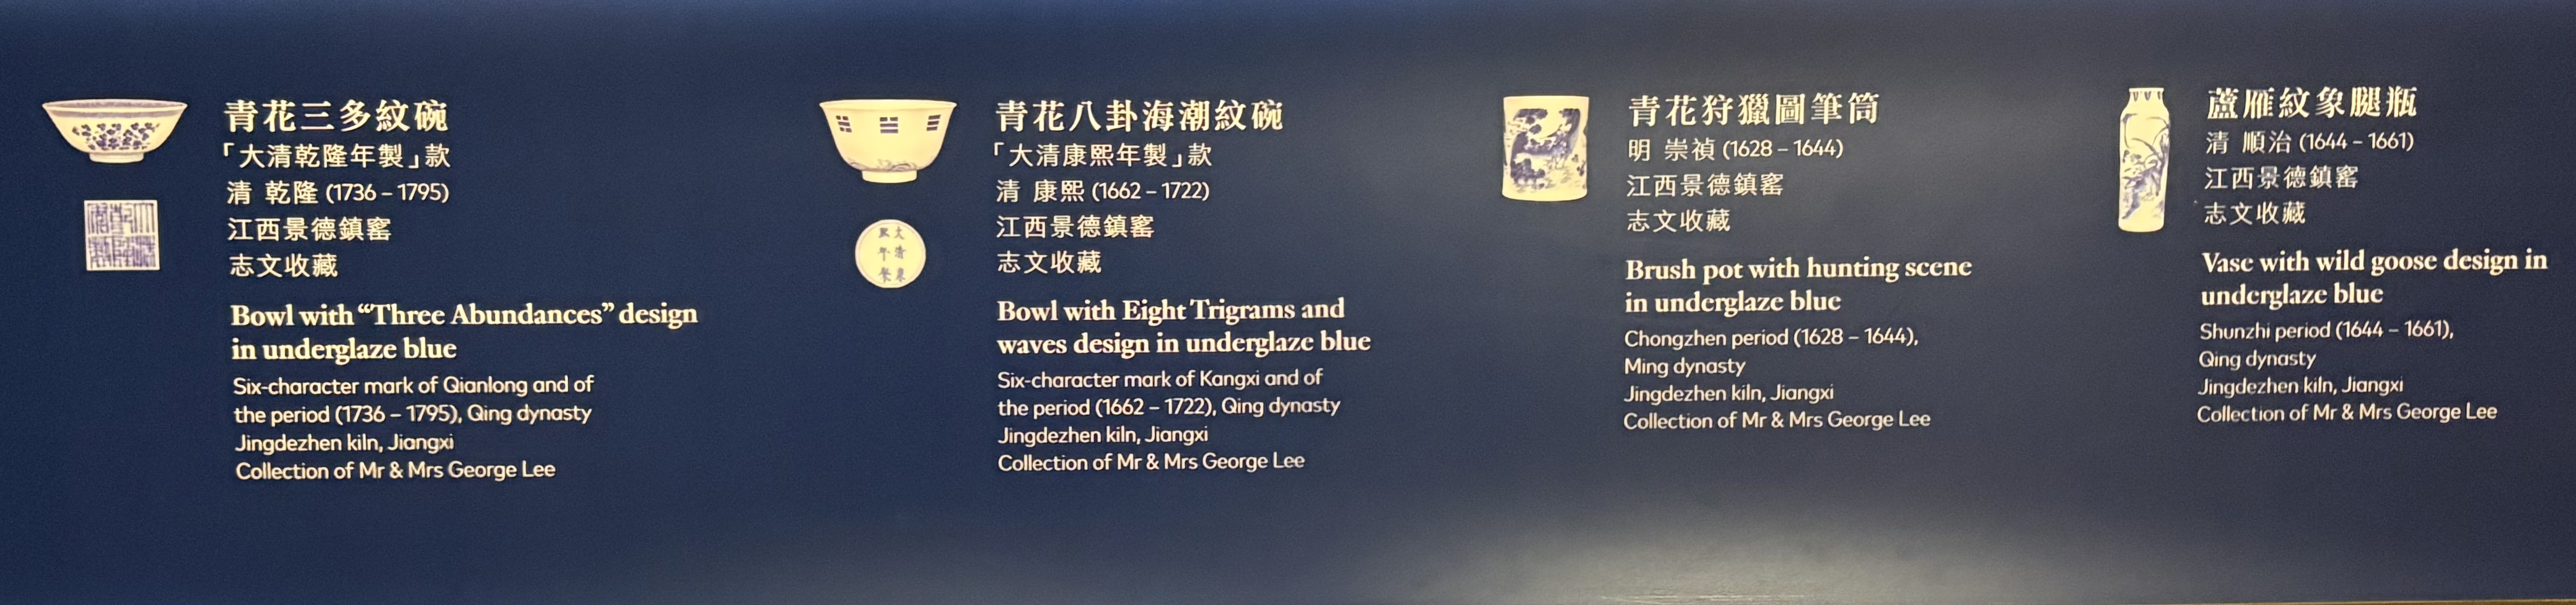 青花三多紋碗
「大清乾隆年製」款
清 乾隆 (1736 – 1795)
江西景德鎮窰
志文收藏
Bowl with “Three Abundances” design
in underglaze blue
Six-character mark of Qianlong and of
the period (1736 – 1795), Qing dynasty
Jingdezhen kiln, Jiangxi
Collection of Mr & Mrs George Lee
青花八卦海潮紋碗
「大清康熙年製」款
清 康熙 (1662 – 1722)
江西景德鎮窰
志文收藏
Bowl with Eight Trigrams and
waves design in underglaze blue
Six-character mark of Kangxi and of
the period (1662 – 1722), Qing dynasty
Jingdezhen kiln, Jiangxi
Collection of Mr & Mrs George Lee
青花狩獵圖筆筒
明 崇禎 (1628 – 1644)
江西景德鎮窰
志文收藏
Brush pot with hunting scene
in underglaze blue
Chongzhen period (1628 – 1644),
Ming dynasty
Jingdezhen kiln, Jiangxi
Collection of Mr & Mrs George Lee
蘆雁紋象腿瓶
清 順治 (1644 – 1661)
江西景德鎮窰
志文收藏
Vase with wild goose design in
underglaze blue
Shunzhi period (1644 – 1661),
Qing dynasty
Jingdezhen kiln, Jiangxi
Collection of Mr & Mrs George Lee